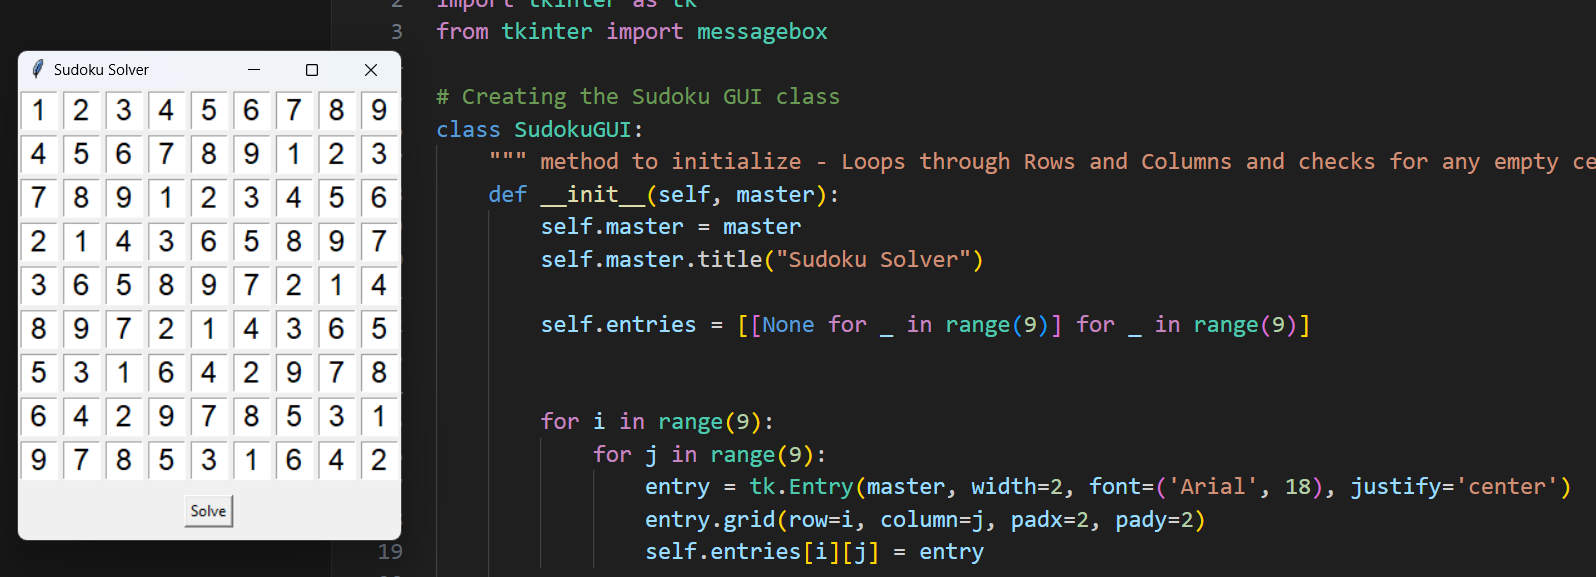 Sudoku Solver
1 2 3 4 5 6 7 8 9
4 5 6 7 8 9 1 2 3
7 8 9 1 2 3 4 5 6
2 1 4 3 6 5 8 9 7
3 6 5 8 9 7 2 1 4
8 9 7 2 1 4 3 6 5
5 3 1 6 4 2 9 7 8
6 4 2 9 7 8 5 3 1
9 7 8 5 3 1 6 4 2
Solve
2 import tkinter as tk
3 from tkinter import messagebox
# Creating the Sudoku GUI class
class SudokuGUI:
""" method to initialize - Loops through Rows and Columns and checks for any empty ce
def __init__(self, master):
self.master = master
self.master.title("Sudoku Solver")
self.entries = [[None for _ in range(9)] for _ in range(9)]
for i in range(9):
for j in range(9):
entry = tk.Entry(master, width=2, font=('Arial', 18), justify='center')
entry.grid(row=i, column=j, padx=2, pady=2)
19 self.entries[i][j] = entry